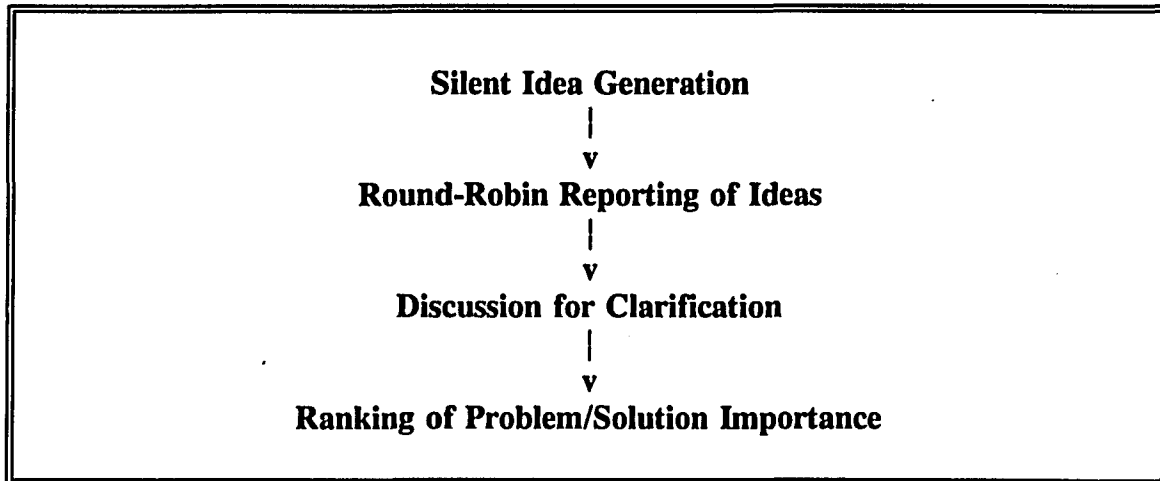 Silent Idea Generation
|
v
Round-Robin Reporting of Ideas
|
v
Discussion for Clarification
|
v
Ranking of Problem/Solution Importance